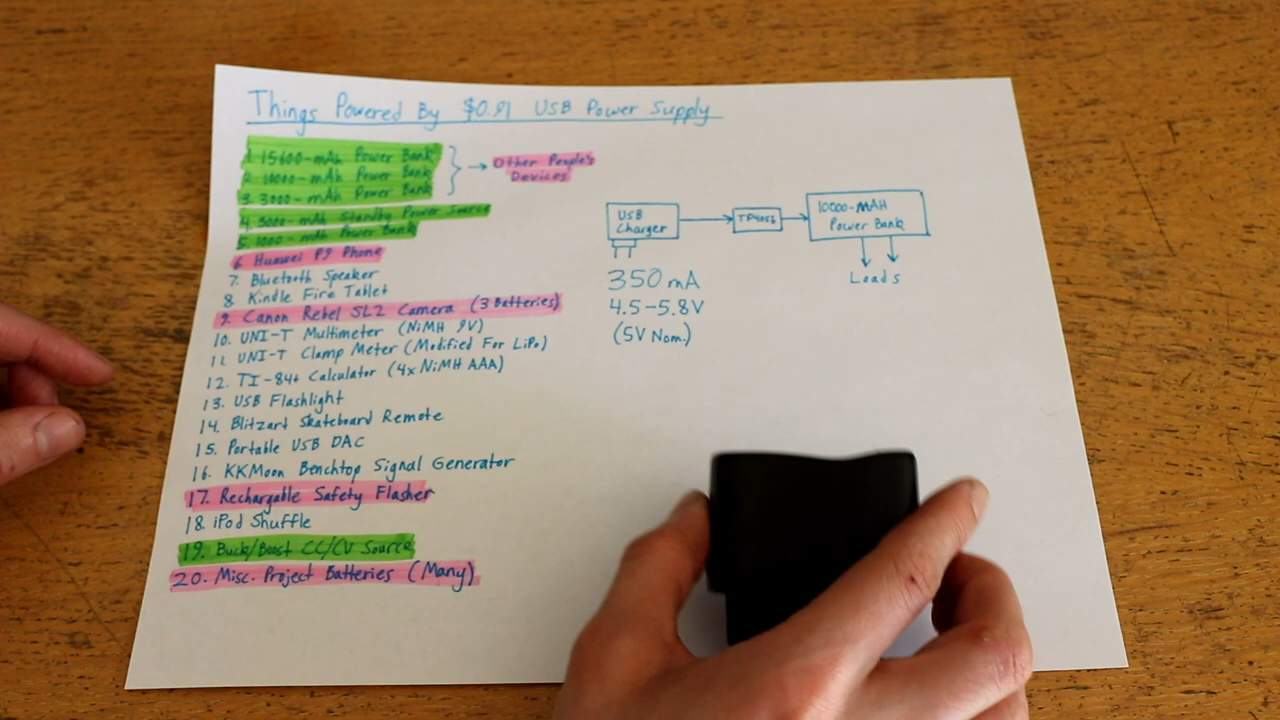 Things Powered By $0.91 USB Power Supply
1. 15600-mAh Power Bank
2. 10000-mAh Power Bank
3. 3000-mAh Power Bank
Other People's
Devices
4. 5000-mAh Standby Power Source
5. 1000-mAh Power Bank
6. Huawei P9 Phone
7. Bluetooth Speaker
8. Kindle Fire Tablet
9. Canon Rebel SL2 Camera (3 Batteries)
10. UNI-T Multimeter (NiMH 9V)
11. UNI-T Clamp Meter (Modified For LiPo)
12. TI-84+ Calculator (4x NiMH AAA)
13. USB Flashlight
14. Blitzart Skateboard Remote
15. Portable USB DAC
16. KKMoon Benchtop Signal Generator
17. Rechargable Safety Flasher
18. iPod Shuffle
19. Buck/Boost CC/CV Source
20. Misc. Project Batteries (Many)
USB
Charger
TP4056
10000-MAH
Power Bank
Loads
350 mA
4.5-5.8V
(5V Nom.)